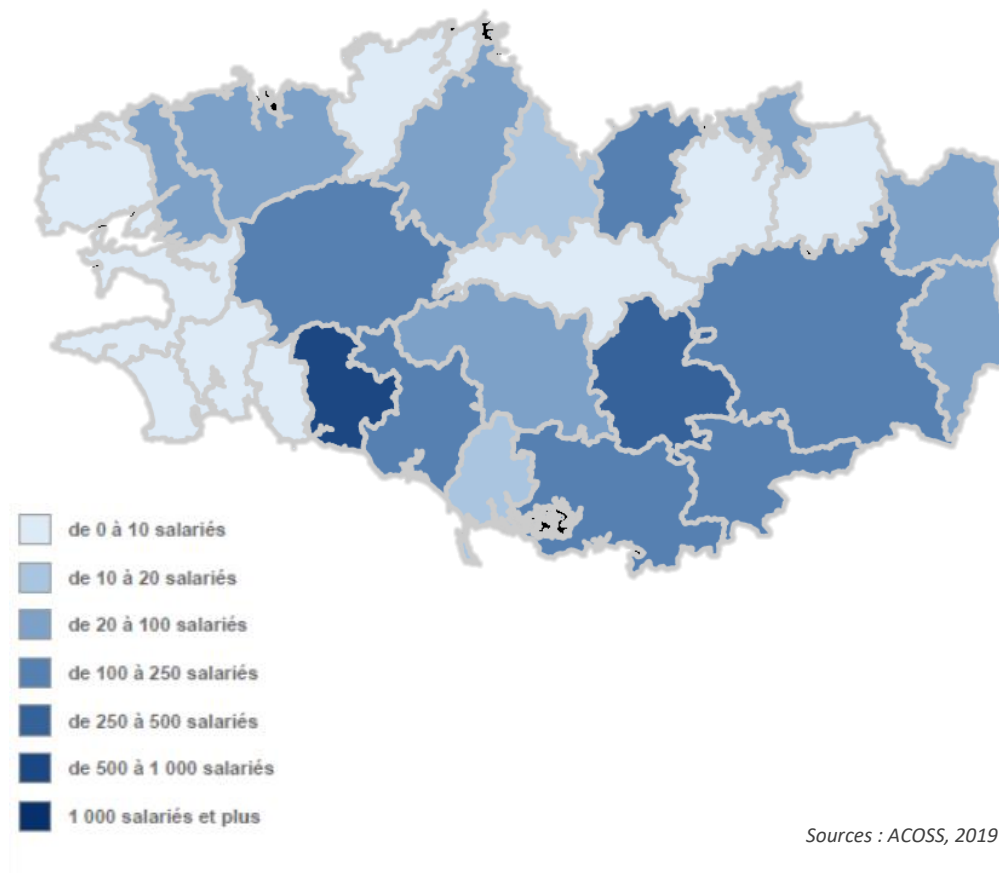 de 0 à 10 salariés
de 10 à 20 salariés
de 20 à 100 salariés
de 100 à 250 salariés
de 250 à 500 salariés
de 500 à 1 000 salariés
1 000 salariés et plus
Sources : ACOSS, 2019